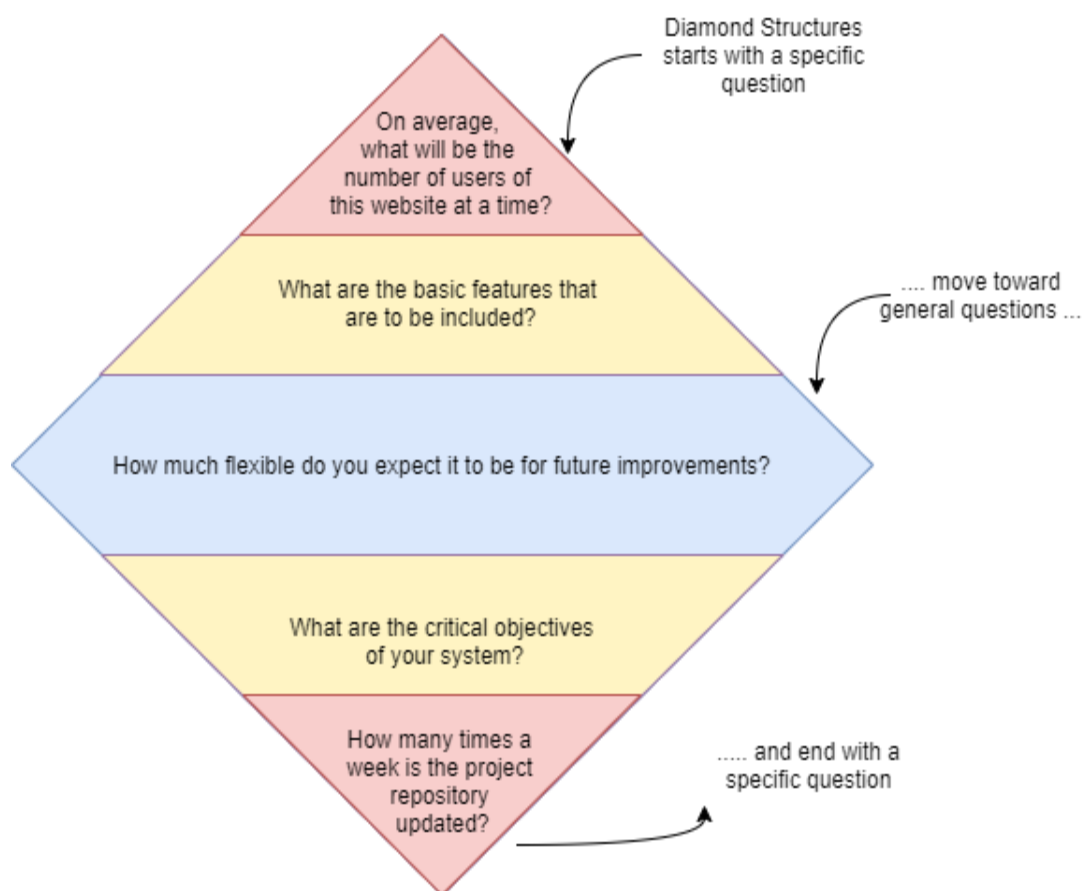 Diamond Structures
starts with a specific
question
On average,
what will be the
number of users of
this website at a time?
What are the basic features that
are to be included?
.... move toward
general questions ...
How much flexible do you expect it to be for future improvements?
What are the critical objectives
of your system?
How many times a
week is the project
repository
updated?
..... and end with a
specific question